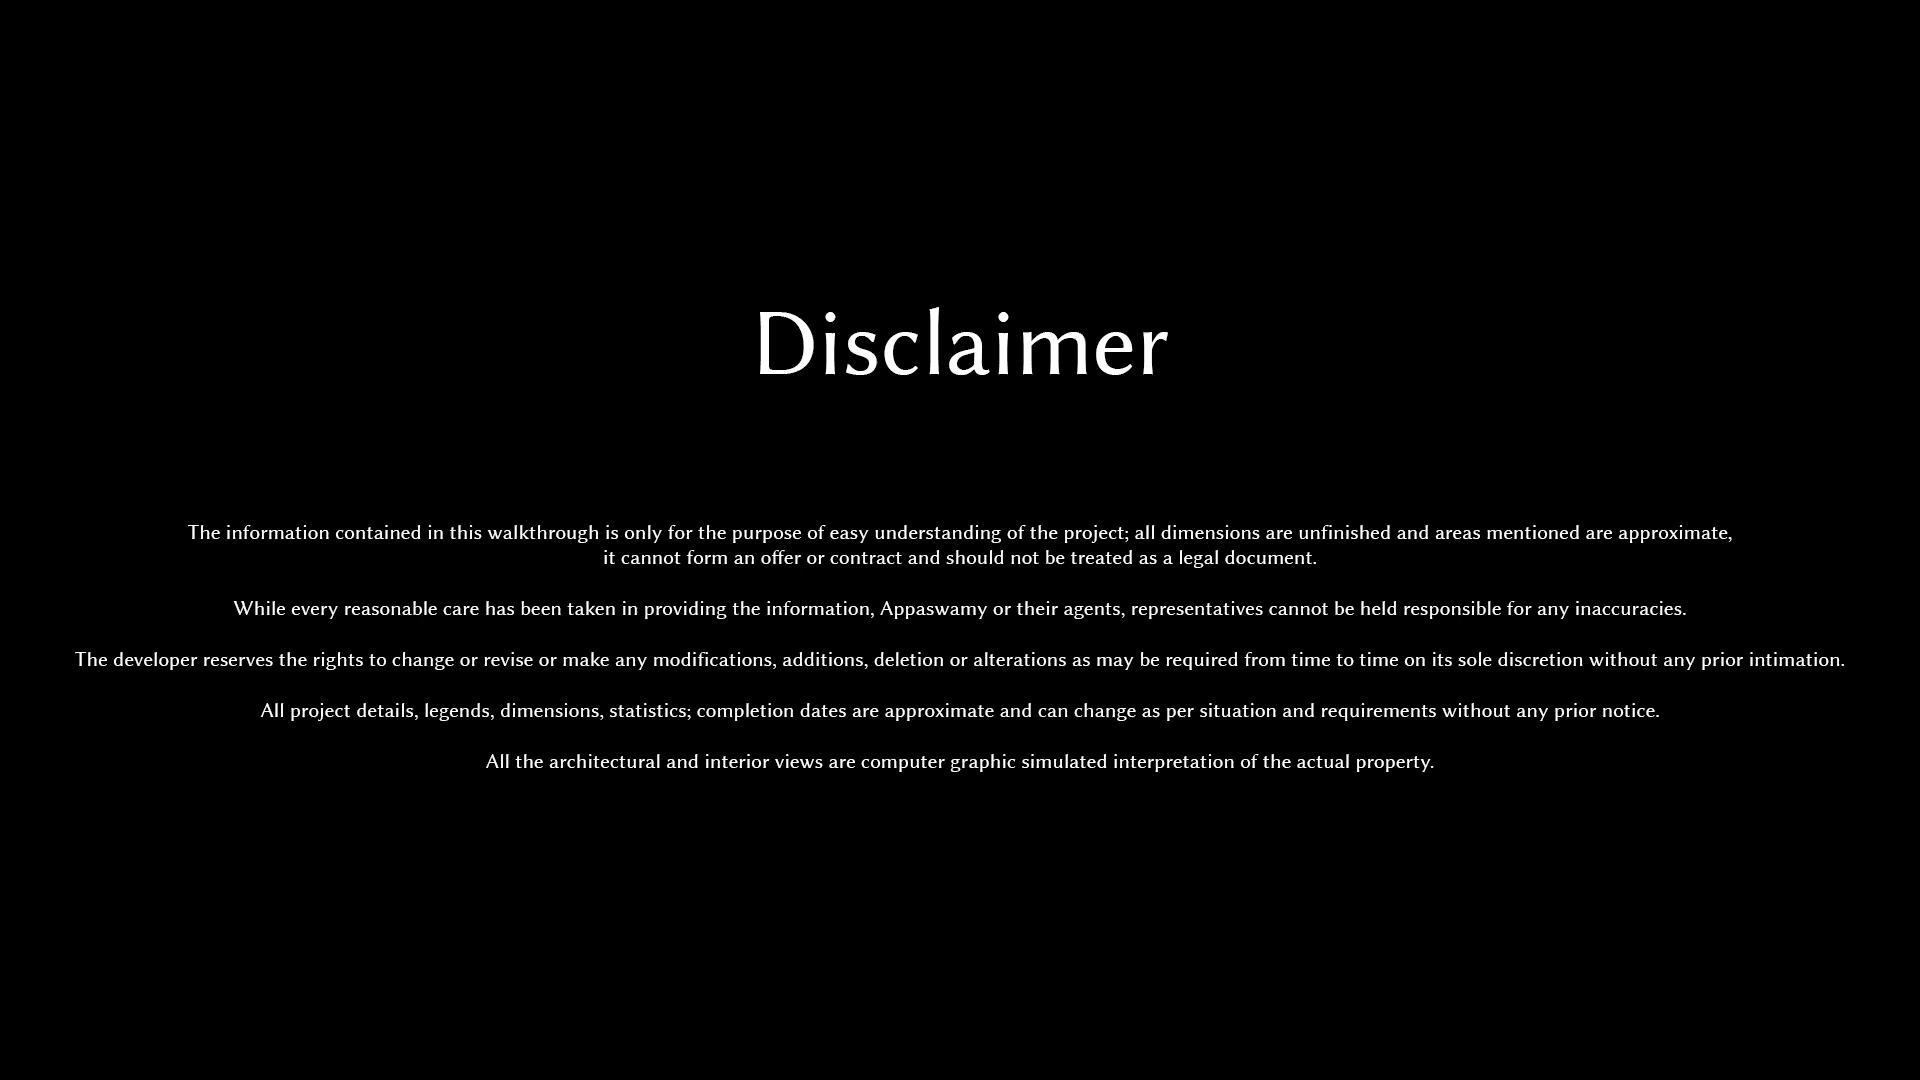 Disclaimer
The information contained in this walkthrough is only for the purpose of easy understanding of the project; all dimensions are unfinished and areas mentioned are approximate,
it cannot form an offer or contract and should not be treated as a legal document.
While every reasonable care has been taken in providing the information, Appaswamy or their agents, representatives cannot be held responsible for any inaccuracies.
The developer reserves the rights to change or revise or make any modifications, additions, deletion or alterations as may be required from time to time on its sole discretion without any prior intimation.
All project details, legends, dimensions, statistics; completion dates are approximate and can change as per situation and requirements without any prior notice.
All the architectural and interior views are computer graphic simulated interpretation of the actual property.